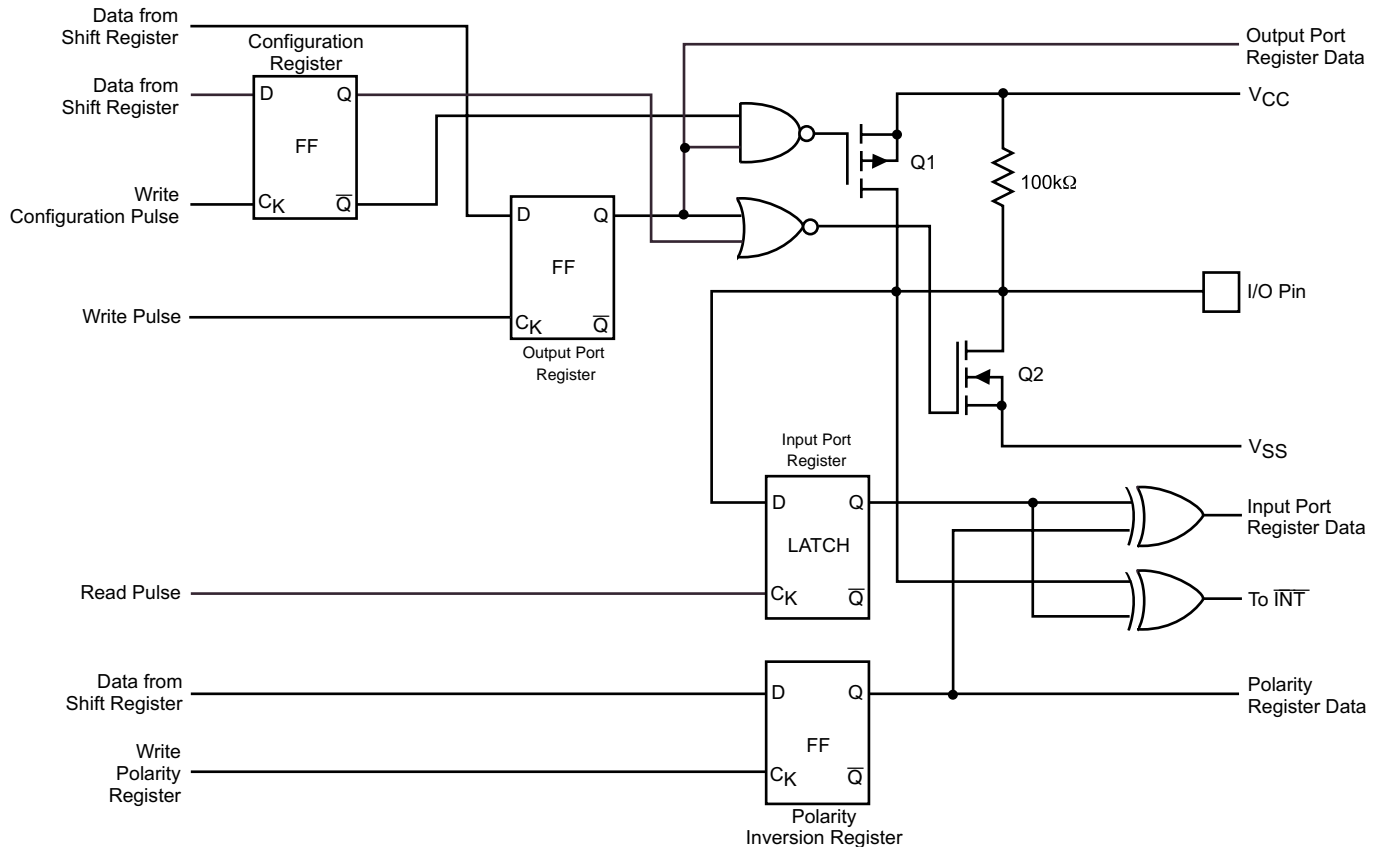 Data from
Shift Register
Configuration
Register
Output Port
Register Data
Data from
Shift Register
D
Q
FF
CK
Q̅
VCC
Q1
100kΩ
Write
Configuration Pulse
D
Q
FF
CK
Q̅
Output Port
Register
I/O Pin
Write Pulse
Q2
VSS
Input Port
Register
D
Q
LATCH
CK
Q̅
Input Port
Register Data
Read Pulse
To I̅N̅T̅
Data from
Shift Register
D
Q
FF
CK
Q̅
Polarity
Register Data
Write
Polarity
Register
Polarity
Inversion Register